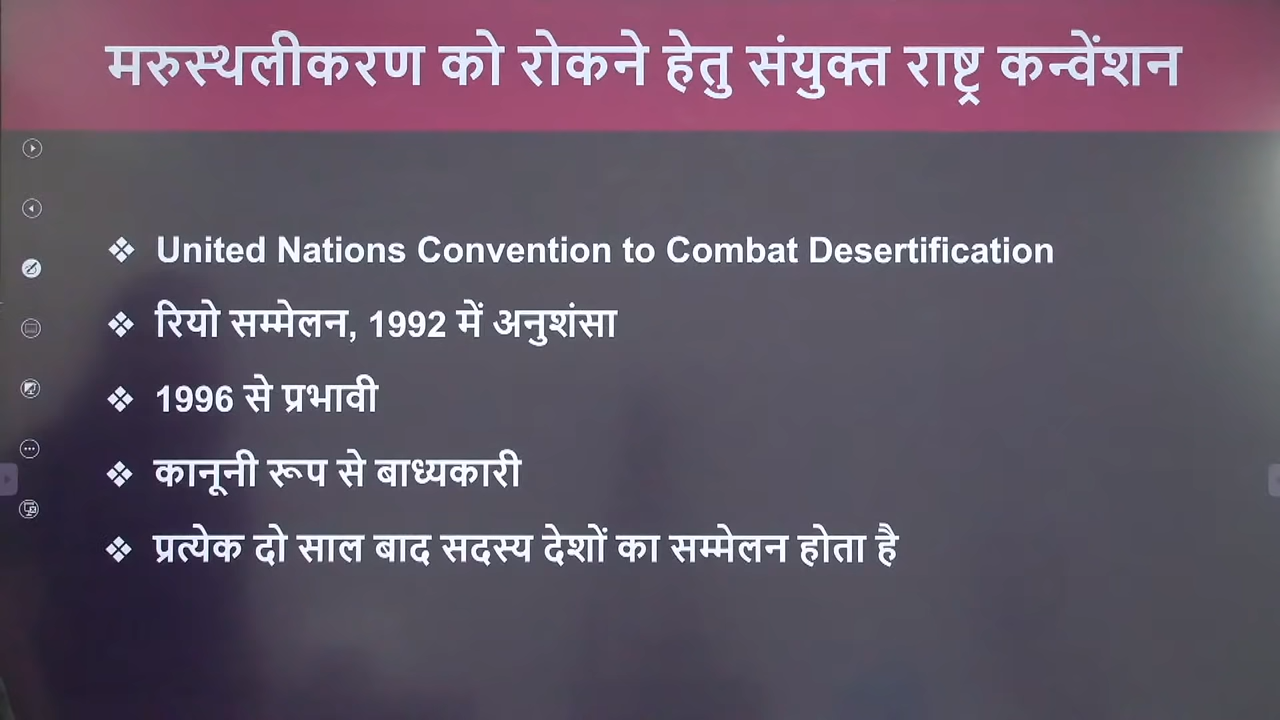 मरुस्थलीकरण को रोकने हेतु संयुक्त राष्ट्र कन्वेंशन
❖ United Nations Convention to Combat Desertification
❖ रियो सम्मेलन, 1992 में अनुशंसा
❖ 1996 से प्रभावी
❖ कानूनी रूप से बाध्यकारी
❖ प्रत्येक दो साल बाद सदस्य देशों का सम्मेलन होता है